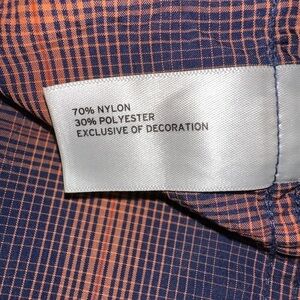 70% NYLON
30% POLYESTER
EXCLUSIVE OF DECORATION